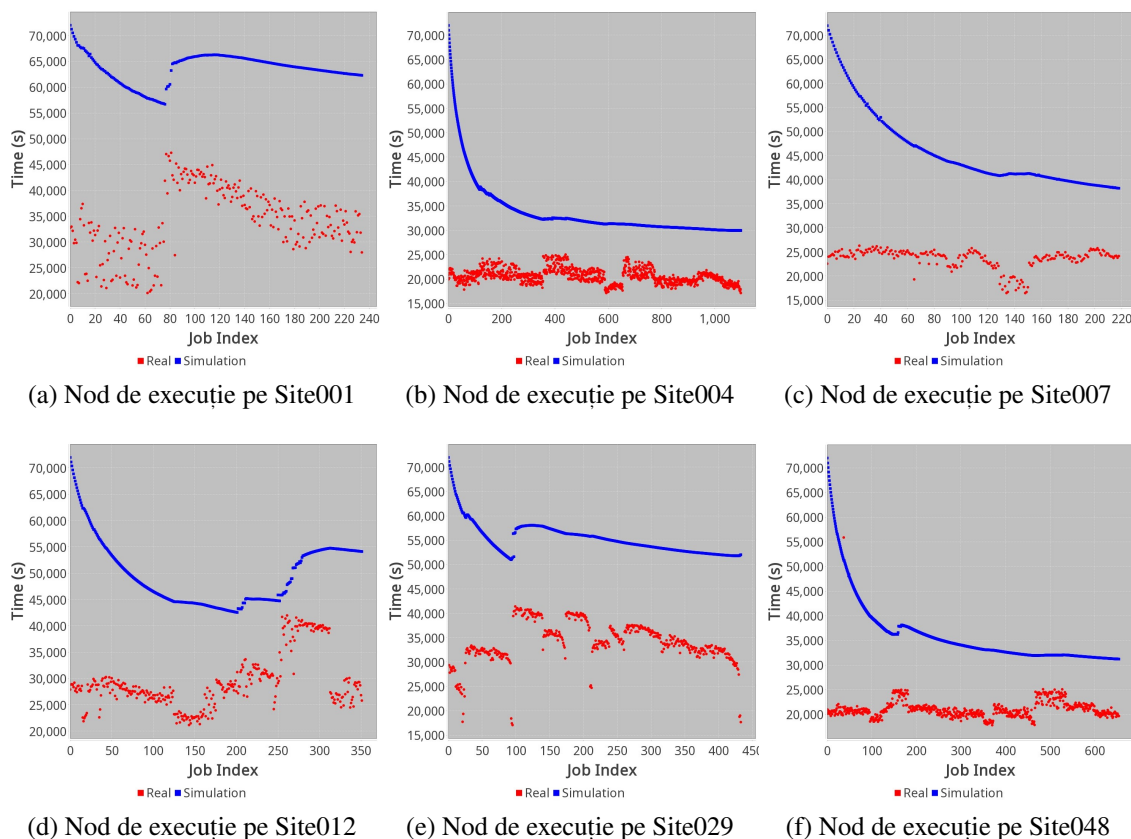 70,000
65,000
60,000
55,000
50,000
45,000
40,000
35,000
30,000
25,000
20,000
Time (s)
0 20 40 60 80 100 120 140 160 180 200 220 240
Job Index
Real Simulation
(a) Nod de execuție pe Site001
70,000
65,000
60,000
55,000
50,000
45,000
40,000
35,000
30,000
25,000
20,000
15,000
Time (s)
0 200 400 600 800 1,000
Job Index
Real Simulation
(b) Nod de execuție pe Site004
70,000
65,000
60,000
55,000
50,000
45,000
40,000
35,000
30,000
25,000
20,000
15,000
Time (s)
0 20 40 60 80 100 120 140 160 180 200 220
Job Index
Real Simulation
(c) Nod de execuție pe Site007
70,000
65,000
60,000
55,000
50,000
45,000
40,000
35,000
30,000
25,000
20,000
Time (s)
0 50 100 150 200 250 300 350
Job Index
Real Simulation
(d) Nod de execuție pe Site012
70,000
65,000
60,000
55,000
50,000
45,000
40,000
35,000
30,000
25,000
20,000
15,000
Time (s)
0 50 100 150 200 250 300 350 400
Job Index
Real Simulation
(e) Nod de execuție pe Site029
70,000
65,000
60,000
55,000
50,000
45,000
40,000
35,000
30,000
25,000
20,000
Time (s)
0 100 200 300 400 500 600
Job Index
Real Simulation
(f) Nod de execuție pe Site048